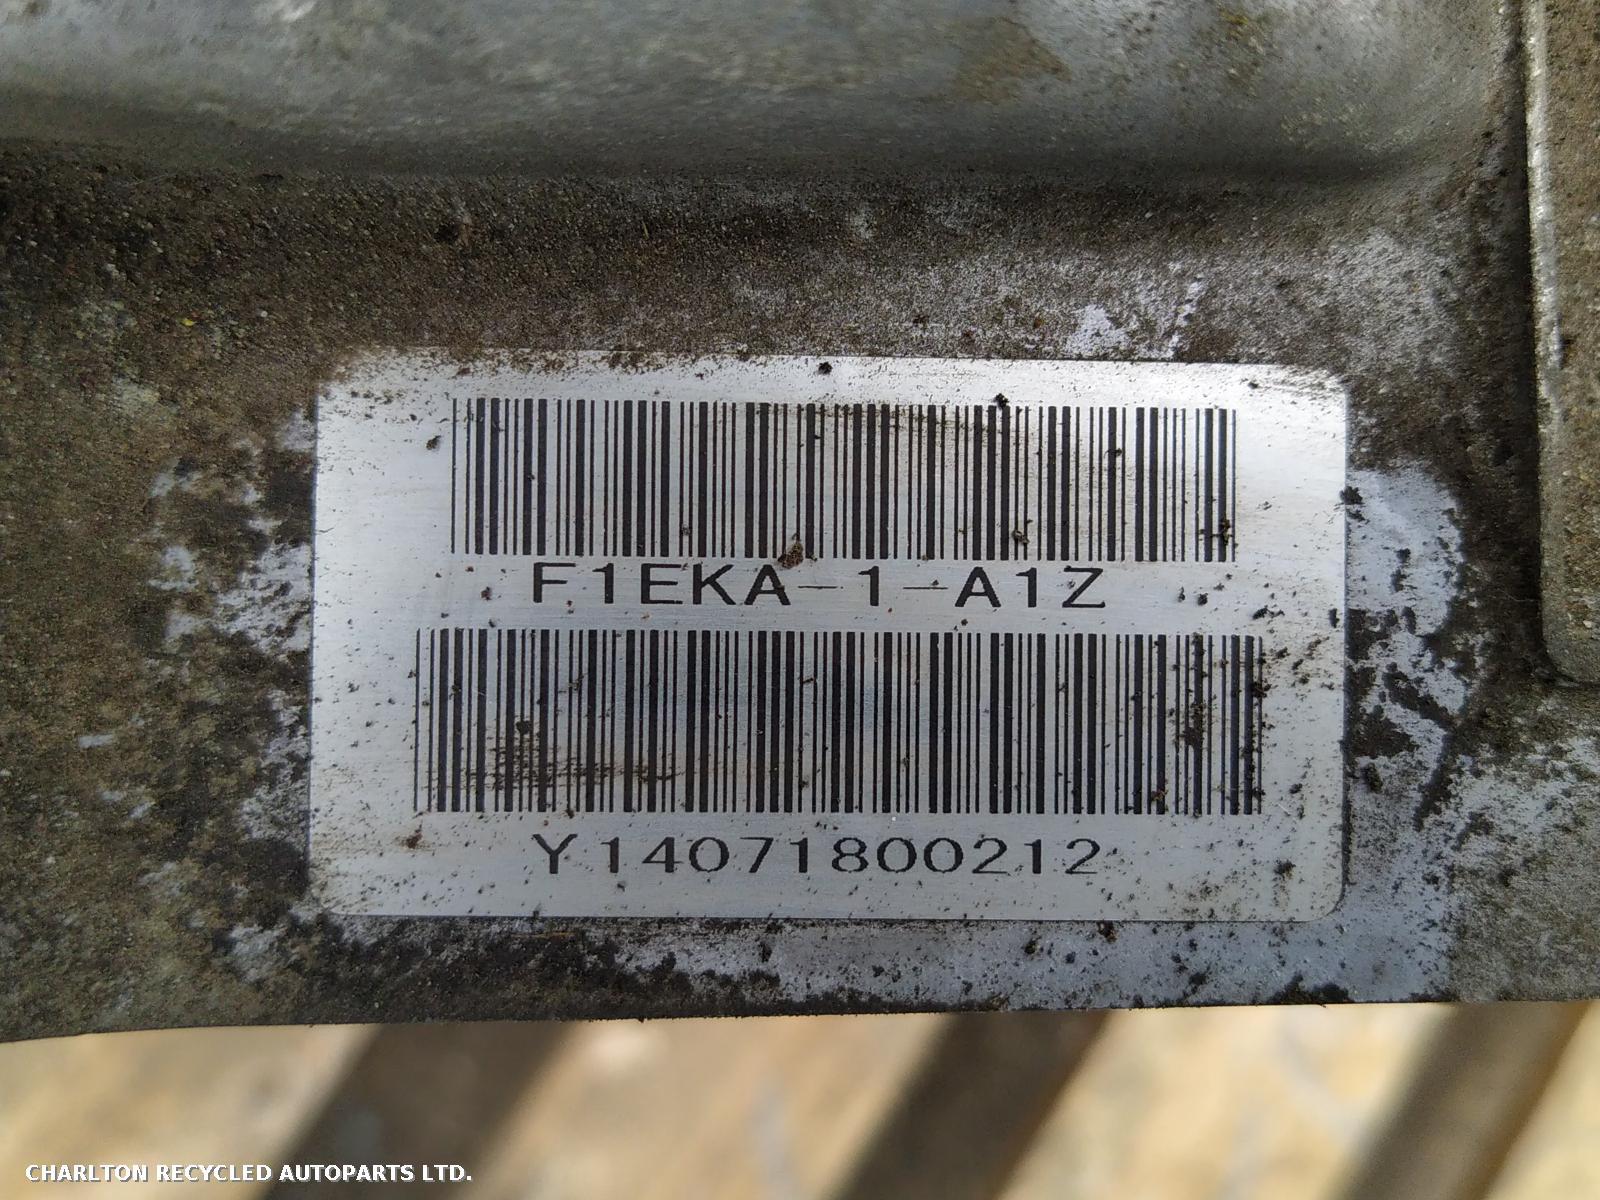 F1EKA-1-A1Z
Y14071800212
CHARLTON RECYCLED AUTOPARTS LTD.